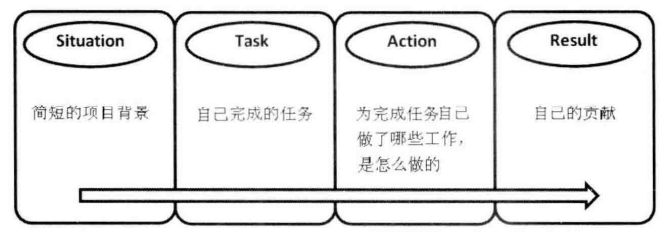 Situation
简短的项目背景
Task
自己完成的任务
Action
为完成任务自己
做了哪些工作，
是怎么做的
Result
自己的贡献